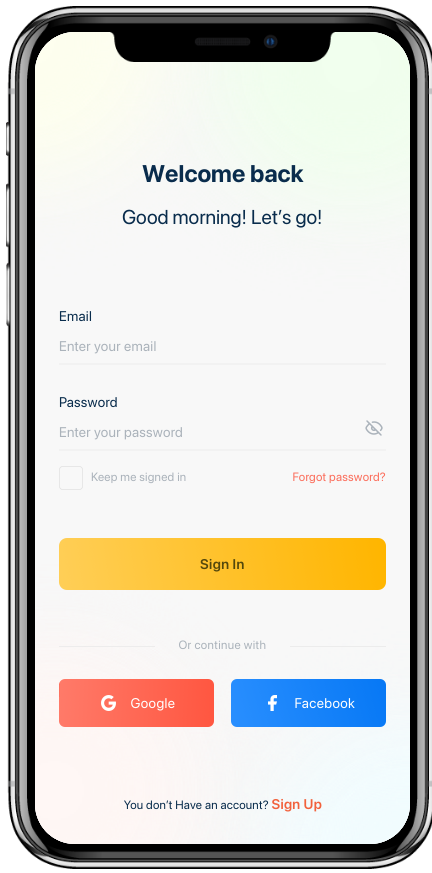 Welcome back
Good morning! Let’s go!
Email
Enter your email
Password
Enter your password
Keep me signed in Forgot password?
Sign In
Or continue with
Google Facebook
You don’t Have an account? Sign Up